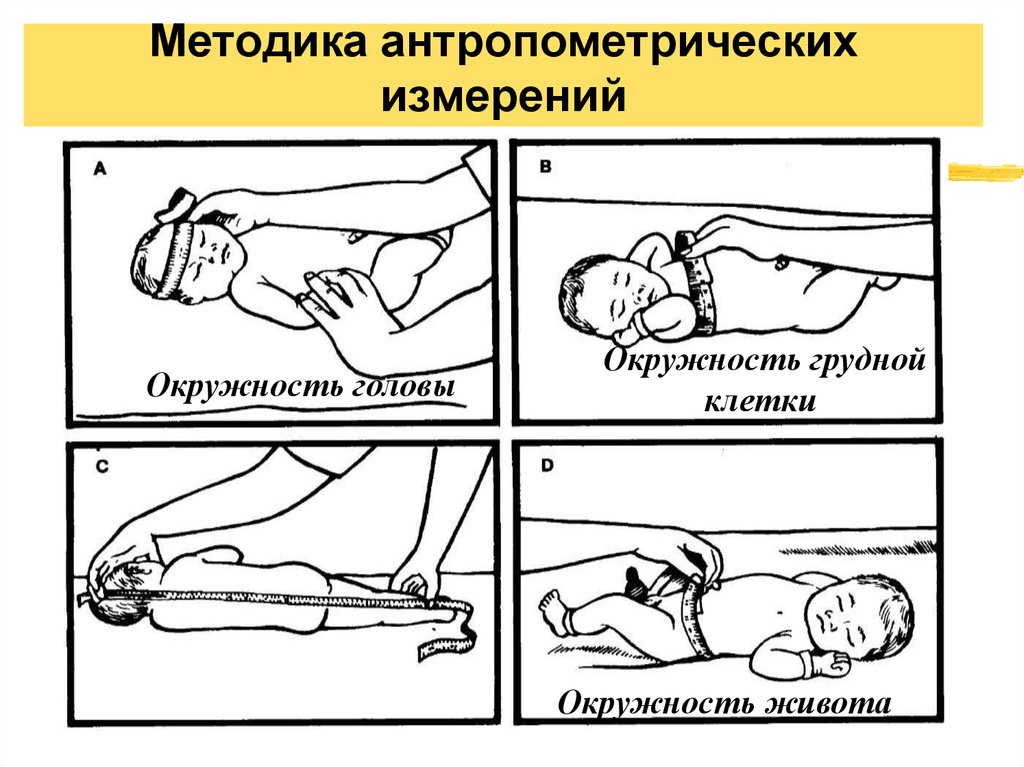 Методика антропометрических
измерений
A
B
Окружность головы
Окружность грудной
клетки
C
D
Окружность живота